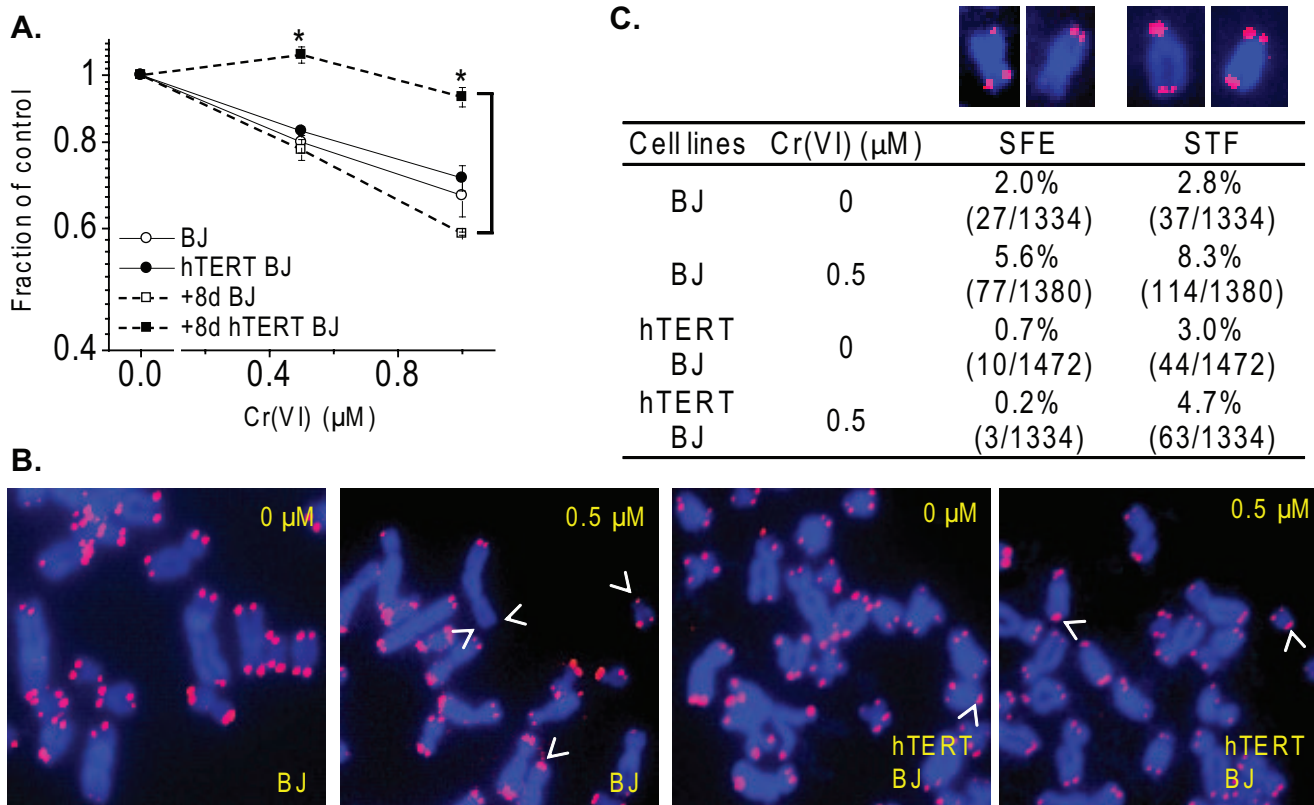 A.
*
*
1
0.8
0.6
0.4
Fraction of control
BJ
hTERT BJ
+8d BJ
+8d hTERT BJ
0.0 0.4 0.8
Cr(VI) (µM)
C.
Cell lines Cr(VI) (µM) SFE STF
BJ 0 2.0% 2.8%
(27/1334) (37/1334)
BJ 0.5 5.6% 8.3%
(77/1380) (114/1380)
hTERT BJ 0 0.7% 3.0%
(10/1472) (44/1472)
hTERT BJ 0.5 0.2% 4.7%
(3/1334) (63/1334)
B.
0 µM
BJ
0.5 µM
BJ
0 µM
hTERT
BJ
0.5 µM
hTERT
BJ